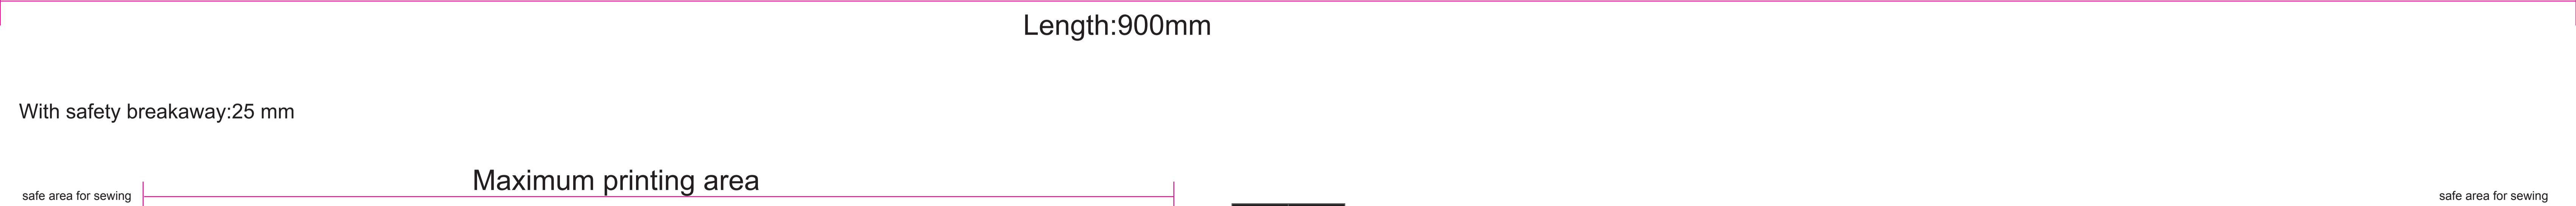 Length:900mm
With safety breakaway:25 mm
Maximum printing area
safe area for sewing
safe area for sewing